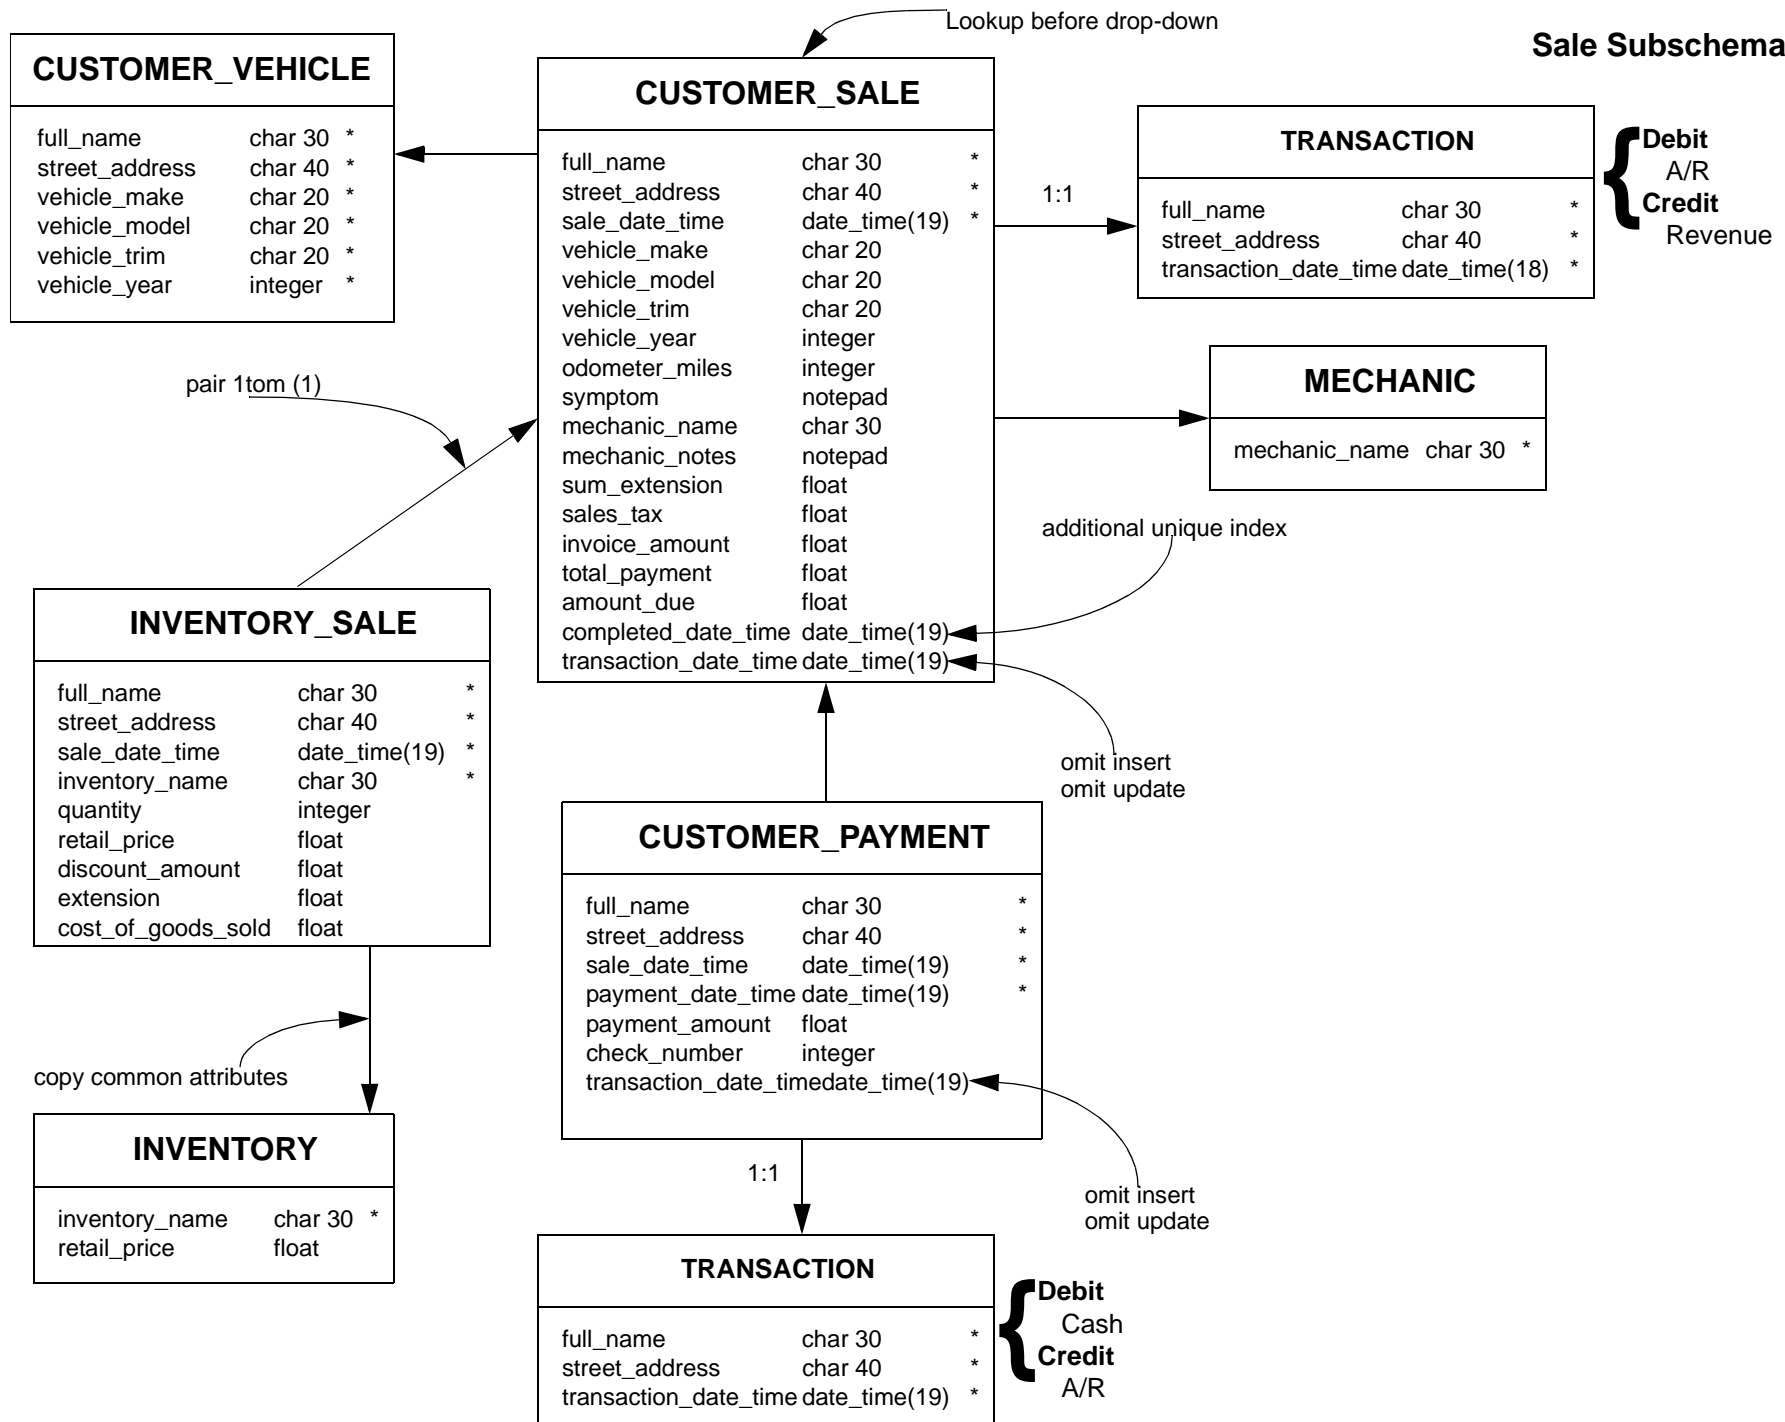 Lookup before drop-down
Sale Subschema
CUSTOMER_VEHICLE
full_name char 30 *
street_address char 40 *
vehicle_make char 20 *
vehicle_model char 20 *
vehicle_trim char 20 *
vehicle_year integer *
CUSTOMER_SALE
full_name char 30 *
street_address char 40 *
sale_date_time date_time(19) *
vehicle_make char 20
vehicle_model char 20
vehicle_trim char 20
vehicle_year integer
odometer_miles integer
symptom notepad
mechanic_name char 30
mechanic_notes notepad
sum_extension float
sales_tax float
invoice_amount float
total_payment float
amount_due float
completed_date_time date_time(19)
transaction_date_time date_time(19)
1:1
TRANSACTION
full_name char 30 *
street_address char 40 *
transaction_date_time date_time(18) *
{
Debit
A/R
Credit
Revenue
MECHANIC
mechanic_name char 30 *
pair 1tom (1)
additional unique index
omit insert
omit update
INVENTORY_SALE
full_name char 30 *
street_address char 40 *
sale_date_time date_time(19) *
inventory_name char 30 *
quantity integer
retail_price float
discount_amount float
extension float
cost_of_goods_sold float
copy common attributes
INVENTORY
inventory_name char 30 *
retail_price float
CUSTOMER_PAYMENT
full_name char 30 *
street_address char 40 *
sale_date_time date_time(19) *
payment_date_time date_time(19) *
payment_amount float
check_number integer
transaction_date_timedate_time(19)
omit insert
omit update
1:1
TRANSACTION
full_name char 30 *
street_address char 40 *
transaction_date_time date_time(19) *
{
Debit
Cash
Credit
A/R